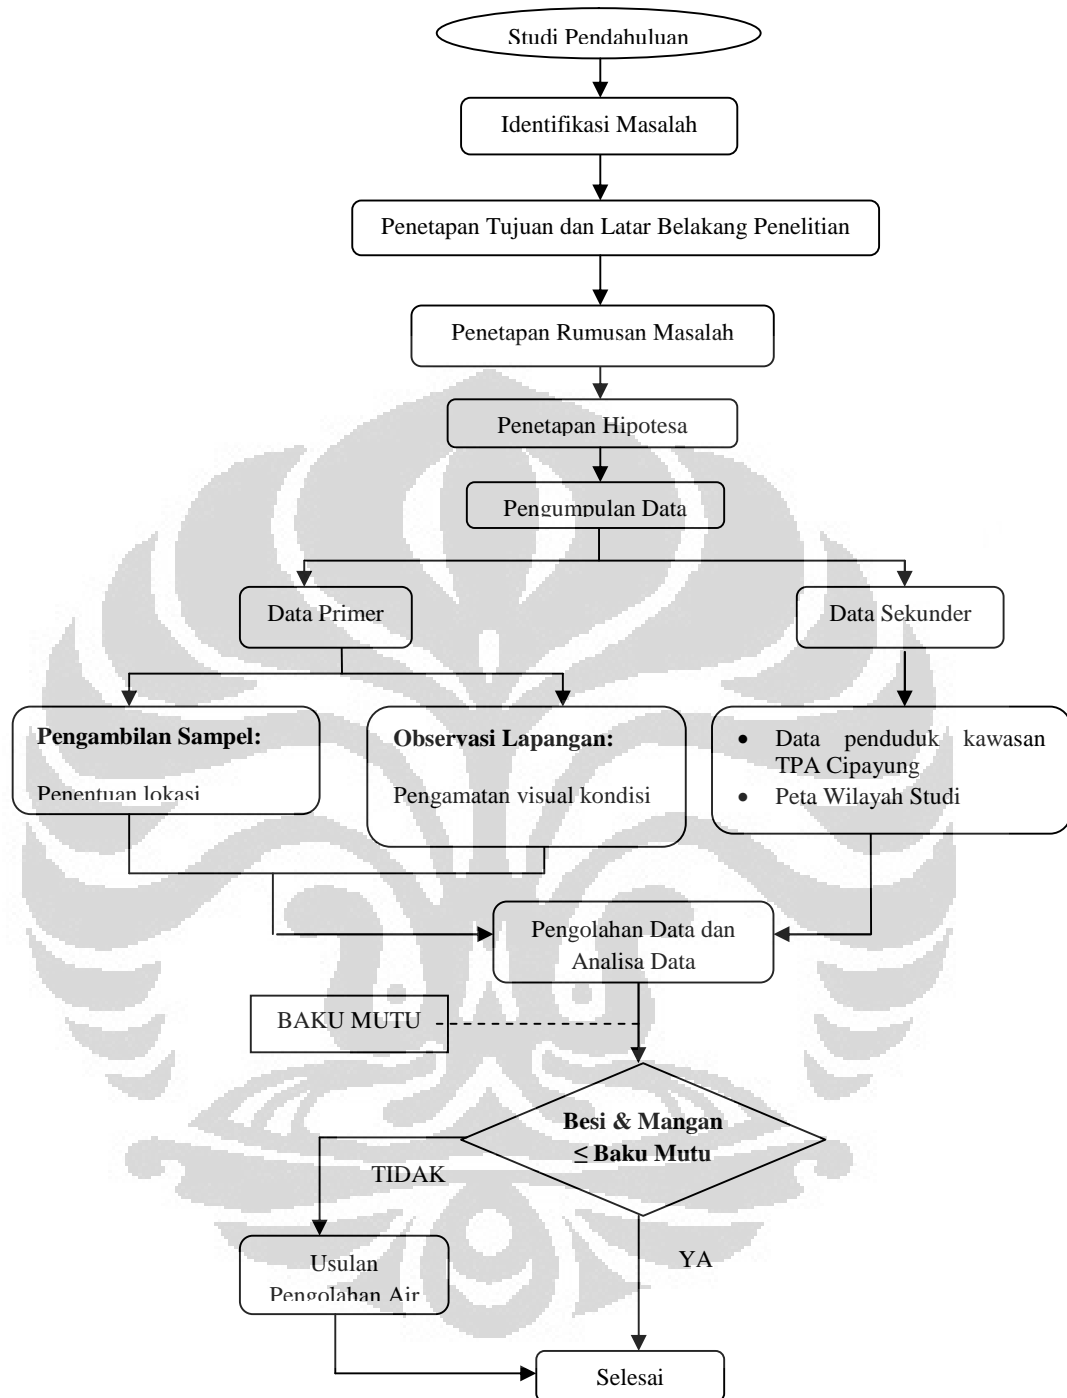 Studi Pendahuluan
Identifikasi Masalah
Penetapan Tujuan dan Latar Belakang Penelitian
Penetapan Rumusan Masalah
Penetapan Hipotesa
Pengumpulan Data
Data Primer
Data Sekunder
Pengambilan Sampel:
Penentuan lokasi
Observasi Lapangan:
Pengamatan visual kondisi
• Data penduduk kawasan
TPA Cipayung
• Peta Wilayah Studi
Pengolahan Data dan
Analisa Data
BAKU MUTU
Besi & Mangan
≤ Baku Mutu
TIDAK
YA
Usulan
Pengolahan Air
Selesai